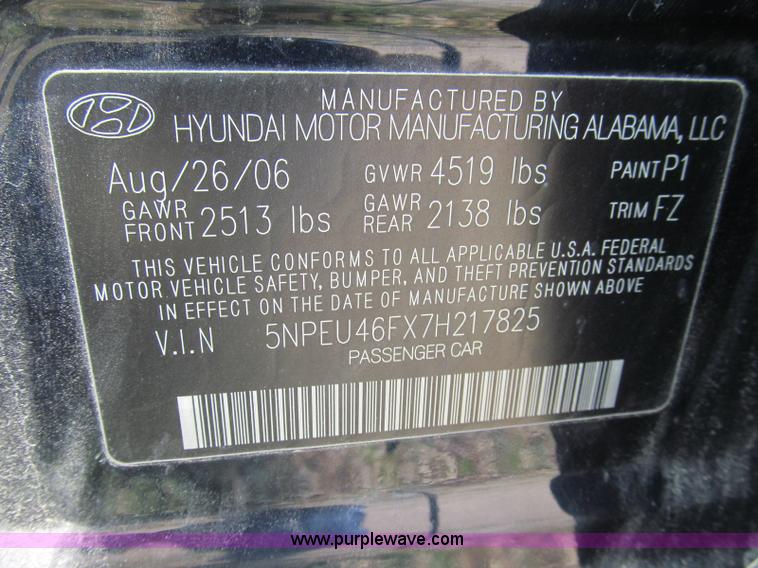 MANUFACTURED BY
HYUNDAI MOTOR MANUFACTURING ALABAMA, LLC
Aug/26/06 GVWR 4519 lbs PAINT P1
GAWR FRONT 2513 lbs GAWR REAR 2138 lbs TRIM FZ
THIS VEHICLE CONFORMS TO ALL APPLICABLE U.S.A. FEDERAL
MOTOR VEHICLE SAFETY, BUMPER, AND THEFT PREVENTION STANDARDS
IN EFFECT ON THE DATE OF MANUFACTURE SHOWN ABOVE
V.I.N 5NPEU46FX7H217825
PASSENGER CAR
www.purplewave.com